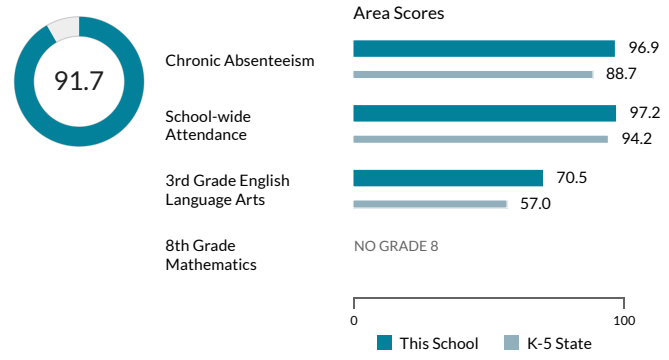 Area Scores
91.7
Chronic Absenteeism
96.9
88.7
School-wide
Attendance
97.2
94.2
3rd Grade English
Language Arts
70.5
57.0
8th Grade
Mathematics
NO GRADE 8
0 100
This School K-5 State